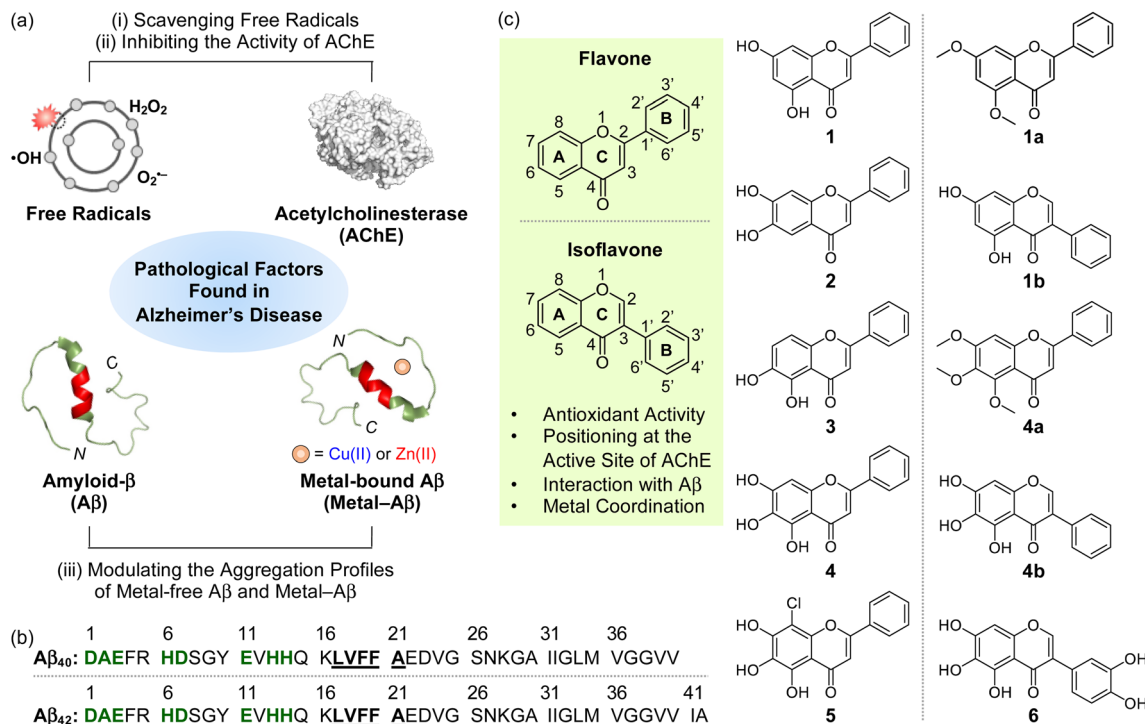 (a)
(i) Scavenging Free Radicals
(ii) Inhibiting the Activity of AChE
H₂O₂
•OH
O₂•–
Free Radicals
Acetylcholinesterase
(AChE)
Pathological Factors
Found in
Alzheimer's Disease
N
C
Amyloid-β
(Aβ)
N
C
= Cu(II) or Zn(II)
Metal-bound Aβ
(Metal–Aβ)
(iii) Modulating the Aggregation Profiles
of Metal-free Aβ and Metal–Aβ
(b)
1 6 11 16 21 26 31 36
Aβ₄₀: DAEFR HDSGY EVHHQ KLVFF AEDVG SNKGA IIGLM VGGVV
1 6 11 16 21 26 31 36 41
Aβ₄₂: DAEFR HDSGY EVHHQ KLVFF AEDVG SNKGA IIGLM VGGVV IA
(c)
Flavone
1
2
3
4
5
6
7
8
1'
2'
3'
4'
5'
6'
A
C
B
O
O
Isoflavone
1
2
3
4
5
6
7
8
1'
2'
3'
4'
5'
6'
A
C
B
O
O
• Antioxidant Activity
• Positioning at the
Active Site of AChE
• Interaction with Aβ
• Metal Coordination
HO
O
OH
O
1
O
O
O
O
1a
HO
HO
O
O
2
HO
O
OH
O
1b
HO
O
OH
O
3
O
O
O
O
O
4a
HO
HO
O
OH
O
4
HO
HO
O
OH
O
4b
Cl
HO
HO
O
OH
O
5
HO
HO
O
OH
O
OH
OH
6